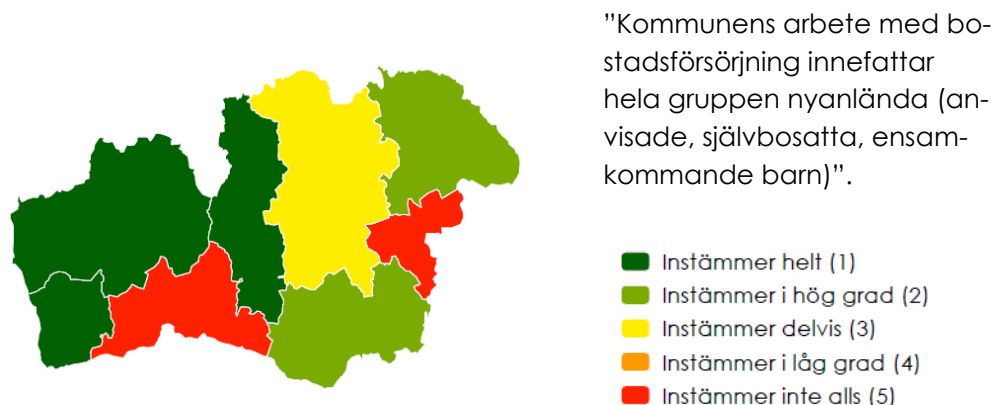 ”Kommunens arbete med bo-
stadsförsörjning innefattar
hela gruppen nyanlända (an-
visade, självbosatta, ensam-
kommande barn)”.
Instämmer helt (1)
Instämmer i hög grad (2)
Instämmer delvis (3)
Instämmer i låg grad (4)
Instämmer inte alls (5)